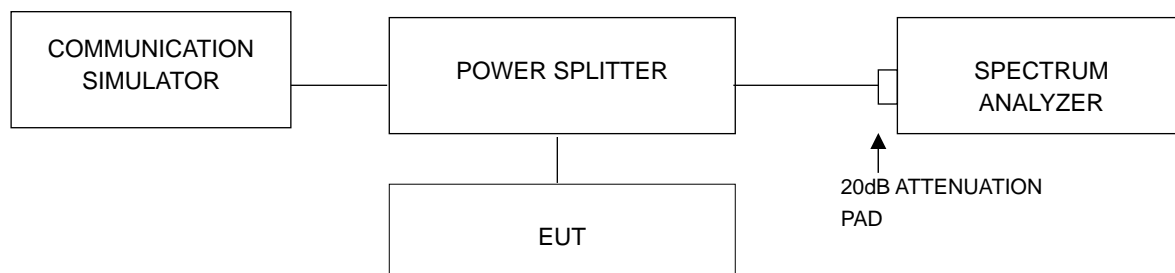 COMMUNICATION
SIMULATOR
POWER SPLITTER
SPECTRUM
ANALYZER
20dB ATTENUATION
PAD
EUT